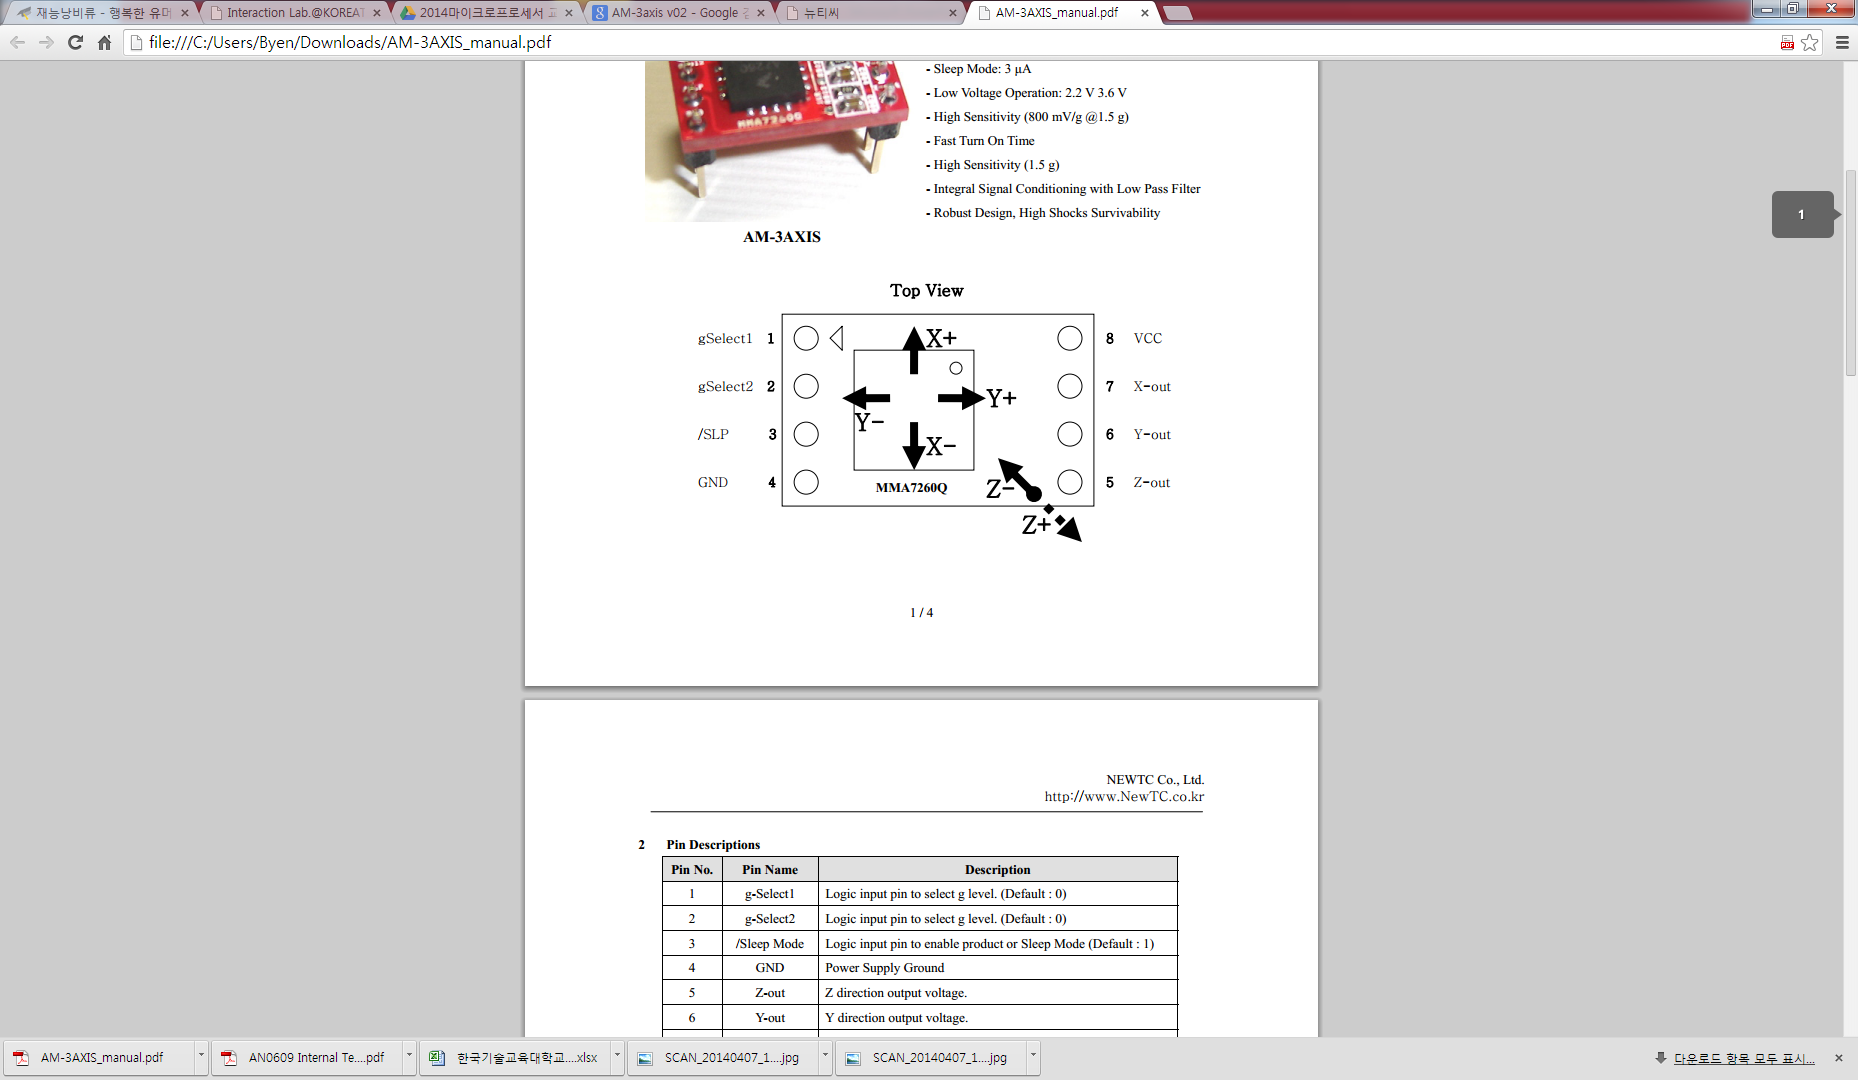 재능낭비류 - 행복한 유머
Interaction Lab.@KOREAT
2014마이크로프로세서 교
AM-3axis v02 - Google 검
뉴티씨
AM-3AXIS_manual.pdf
file:///C:/Users/Byen/Downloads/AM-3AXIS_manual.pdf
- Sleep Mode: 3 μA
- Low Voltage Operation: 2.2 V 3.6 V
- High Sensitivity (800 mV/g @1.5 g)
- Fast Turn On Time
- High Sensitivity (1.5 g)
- Integral Signal Conditioning with Low Pass Filter
- Robust Design, High Shocks Survivability
MMA7260Q
AM-3AXIS
1
Top View
gSelect1 1 X+ 8 VCC
gSelect2 2 Y- Y+ 7 X-out
/SLP 3 X- 6 Y-out
GND 4 MMA7260Q Z- 5 Z-out
Z+
1 / 4
NEWTC Co., Ltd.
http://www.NewTC.co.kr
2 Pin Descriptions
Pin No. Pin Name Description
1 g-Select1 Logic input pin to select g level. (Default : 0)
2 g-Select2 Logic input pin to select g level. (Default : 0)
3 /Sleep Mode Logic input pin to enable product or Sleep Mode (Default : 1)
4 GND Power Supply Ground
5 Z-out Z direction output voltage.
6 Y-out Y direction output voltage.
AM-3AXIS_manual.pdf
AN0609 Internal Te....pdf
한국기술교육대학교....xlsx
SCAN_20140407_1....jpg
SCAN_20140407_1....jpg
다운로드 항목 모두 표시...